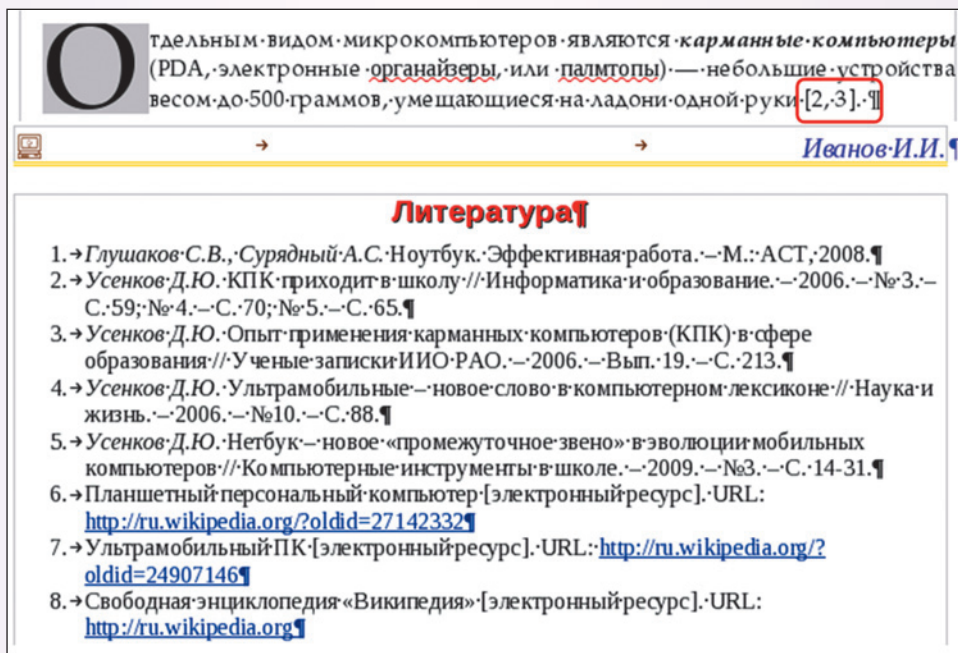 Отдельным видом микрокомпьютеров являются карманные компьютеры
(PDA, электронные органайзеры, или палмтопы) — небольшие устройства
весом до 500 граммов, умещающиеся на ладони одной руки [2, 3]. ¶
→ → Иванов И.И.¶
Литература¶
1.→Глушаков С.В., Сурядный А.С. Ноутбук. Эффективная работа. – М.: АСТ, 2008.¶
2.→Усенков Д.Ю. КПК приходит в школу // Информатика и образование. – 2006. – №3. –
С. 59; №4. – С. 70; №5. – С. 65.¶
3.→Усенков Д.Ю. Опыт применения карманных компьютеров (КПК) в сфере
образования // Ученые записки ИИО РАО. – 2006. – Вып. 19. – С. 213.¶
4.→Усенков Д.Ю. Ультрамобильные – новое слово в компьютерном лексиконе // Наука и
жизнь. – 2006. – №10. – С. 88.¶
5.→Усенков Д.Ю. Нетбук – новое «промежуточное звено» в эволюции мобильных
компьютеров // Компьютерные инструменты в школе. – 2009. – №3. – С. 14-31.¶
6.→Планшетный персональный компьютер [электронный ресурс]. URL:
http://ru.wikipedia.org/?oldid=27142332¶
7.→Ультрамобильный ПК [электронный ресурс]. URL: http://ru.wikipedia.org/?
oldid=24907146¶
8.→Свободная энциклопедия «Википедия» [электронный ресурс]. URL:
http://ru.wikipedia.org¶